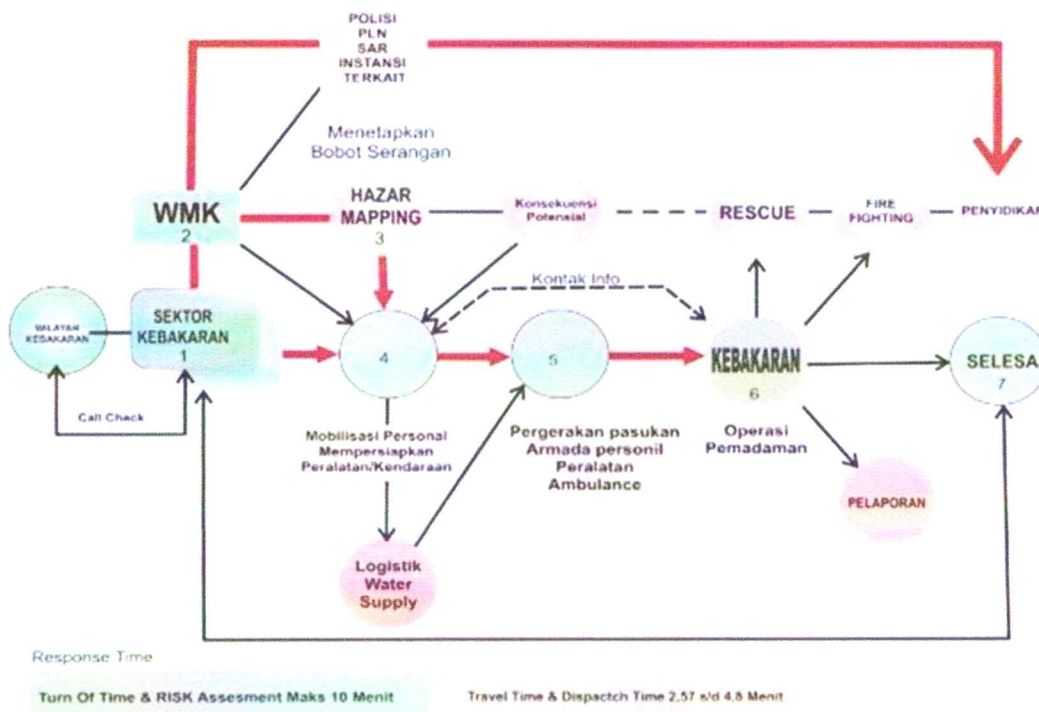 POLISI
PLN
SAR
INSTANSI
TERKAIT
Menetapkan
Bobot Serangan
WMK
2
HAZAR
MAPPING
3
Konsekuensi
Potensial
RESCUE
FIRE
FIGHTING
PENYIDIKAN
Kontak Info
WILAYAH
KEBAKARAN
SEKTOR
KEBAKARAN
1
4
5
KEBAKARAN
6
SELESA
7
Call Check
Mobilisasi Personal
Mempersiapkan
Peralatan/Kendaraan
Pergerakan pasukan
Armada personil
Peralatan
Ambulance
Operasi
Pemadaman
PELAPORAN
Logistik
Water
Supply
Response Time
Turn Of Time & RISK Assesment Maks 10 Menit
Travel Time & Dispactch Time 2,57 s/d 4,8 Menit